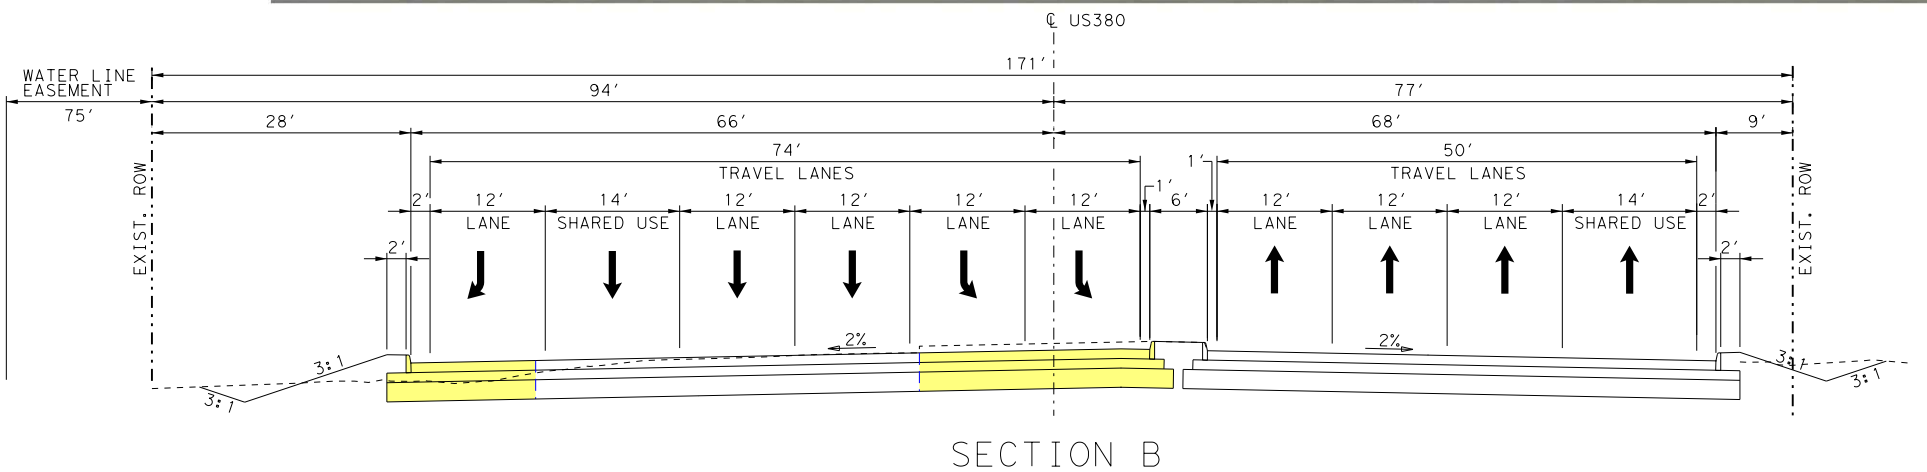 ℄ US380
171'
WATER LINE
EASEMENT
94' 77'
75'
28' 66' 68' 9'
74' 50'
TRAVEL LANES 1' TRAVEL LANES
1'
2' 12' 14' 12' 12' 12' 12' 6' 12' 12' 12' 14' 2'
LANE SHARED USE LANE LANE LANE LANE LANE LANE LANE SHARED USE
EXIST. ROW
EXIST. ROW
2' 2'
2% 2%
3:1 3:1
3:1 3:1
SECTION B